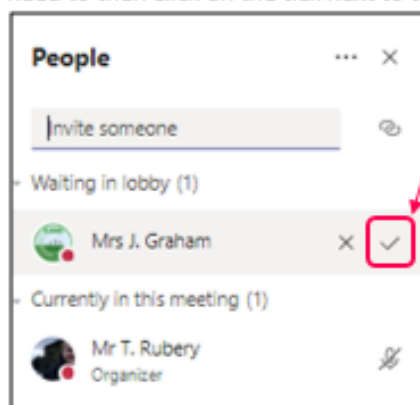 People
Invite someone
Waiting in lobby (1)
Mrs J. Graham
Currently in this meeting (1)
Mr T. Rubery
Organizer